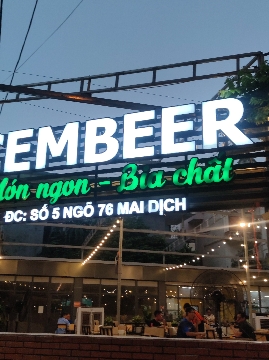 EMBEER
Món ngon - Bia chất
ĐC: SỐ 5 NGÕ 76 MAI DỊCH